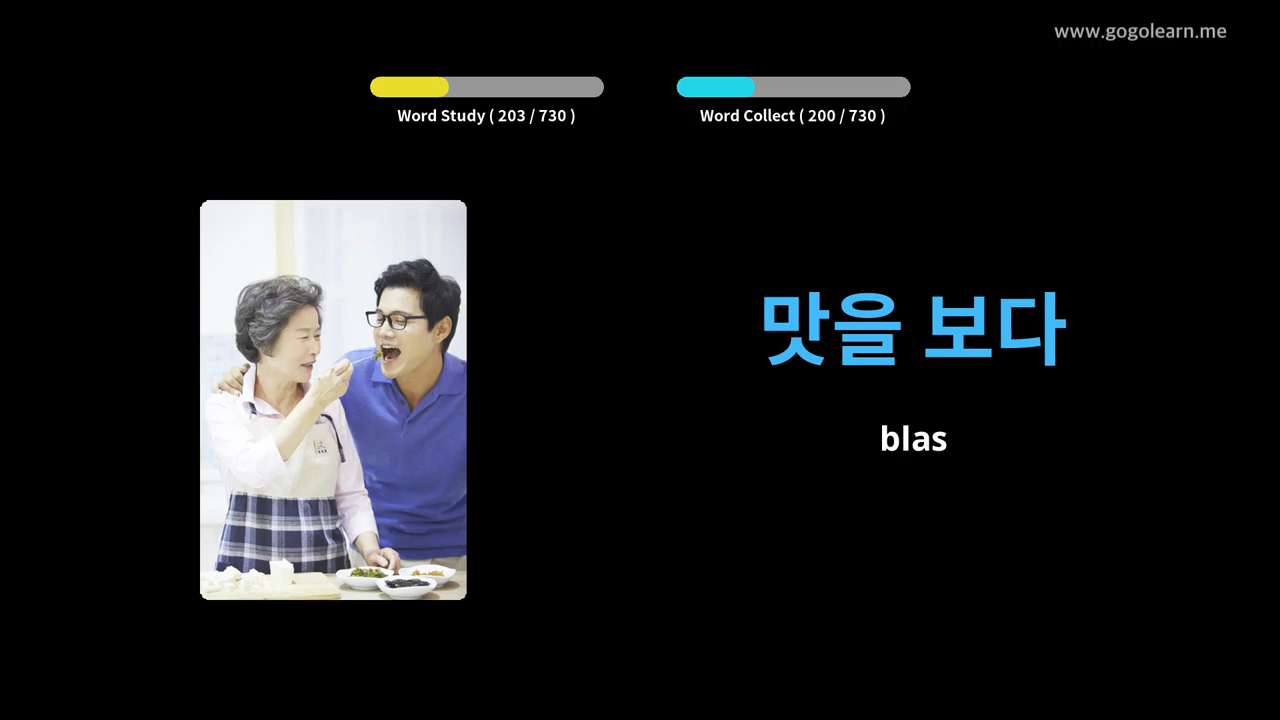 www.gogolearn.me
Word Study ( 203 / 730 )
Word Collect ( 200 / 730 )
맛을 보다
blas